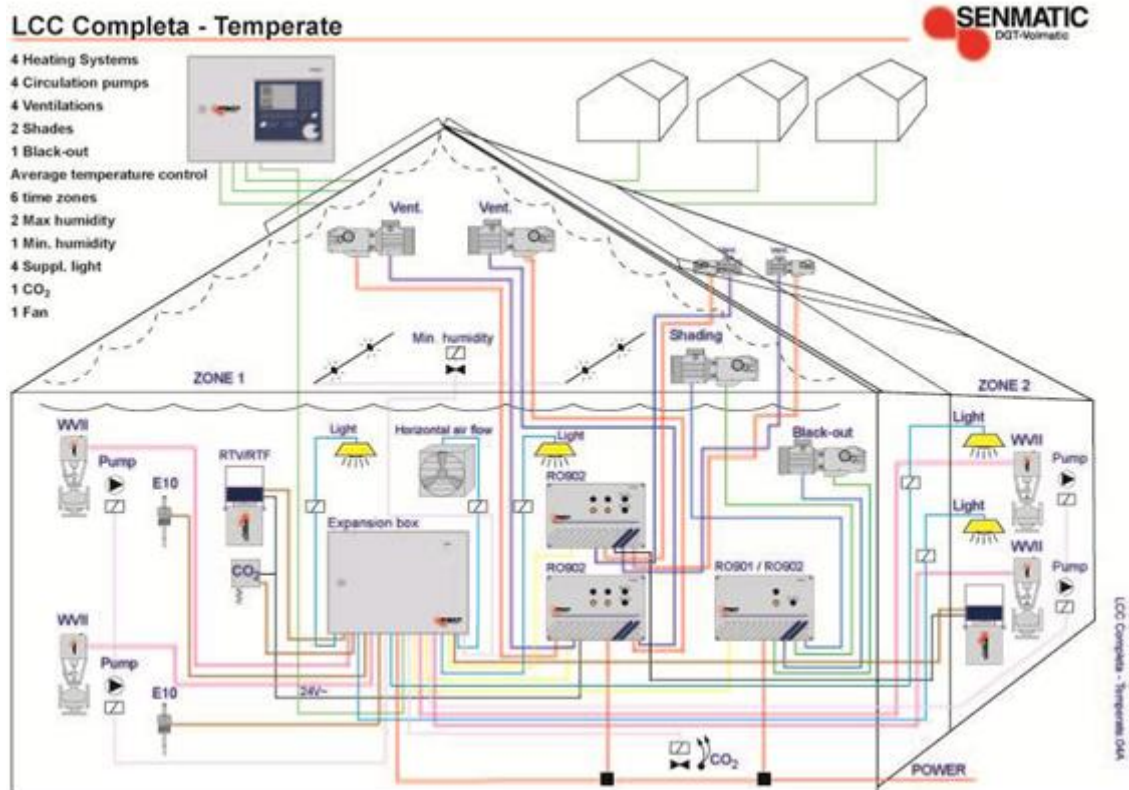 LCC Completa - Temperate
SENMATIC
DGT-Volmatic
4 Heating Systems
4 Circulation pumps
4 Ventilations
2 Shades
1 Black-out
Average temperature control
6 time zones
2 Max humidity
1 Min. humidity
4 Suppl. light
1 CO₂
1 Fan
Vent.
Vent.
Vent.
Vent.
Shading
Min. humidity
ZONE 1
ZONE 2
WVII
Pump
E10
RTV/RTF
Light
Horizontal air flow
Light
RO902
Black-out
Light
WVII
Pump
Expansion box
CO₂
RO902
RO901 / RO902
Light
WVII
Pump
WVII
Pump
E10
24V~
CO₂
POWER
LCC Completa - Temperate 04A